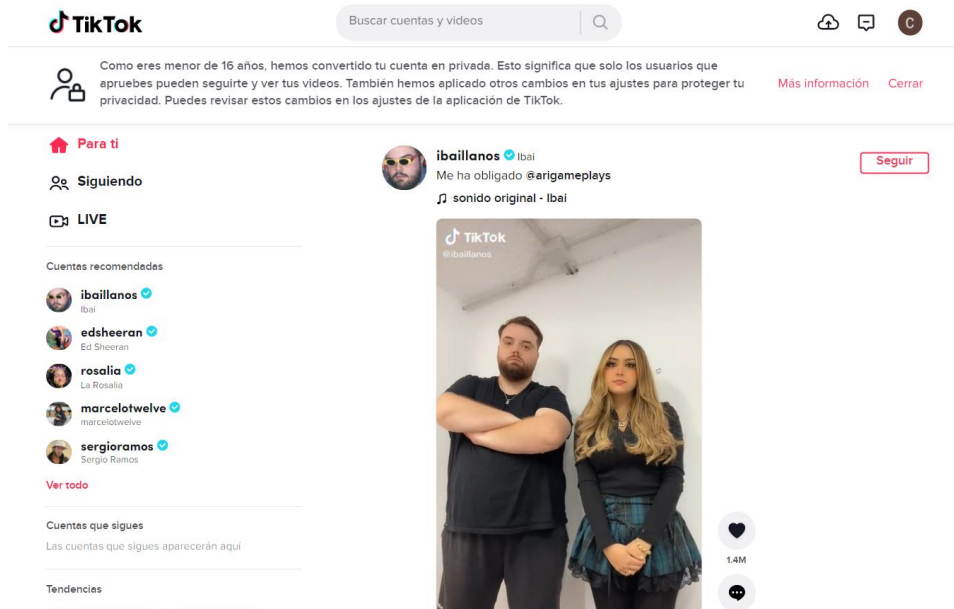 TikTok
Buscar cuentas y videos
C
Como eres menor de 16 años, hemos convertido tu cuenta en privada. Esto significa que solo los usuarios que
apruebes pueden seguirte y ver tus videos. También hemos aplicado otros cambios en tus ajustes para proteger tu
privacidad. Puedes revisar estos cambios en los ajustes de la aplicación de TikTok.
Más información
Cerrar
Para ti
Siguiendo
LIVE
Cuentas recomendadas
ibaillanos
Ibai
edsheeran
Ed Sheeran
rosalia
La Rosalia
marcelotwelve
marcelotwelve
sergioramos
Sergio Ramos
Ver todo
Cuentas que sigues
Las cuentas que sigues aparecerán aquí
Tendencias
ibaillanos Ibai
Me ha obligado @arigameplays
sonido original - Ibai
Seguir
TikTok
@ibaillanos
1.4M